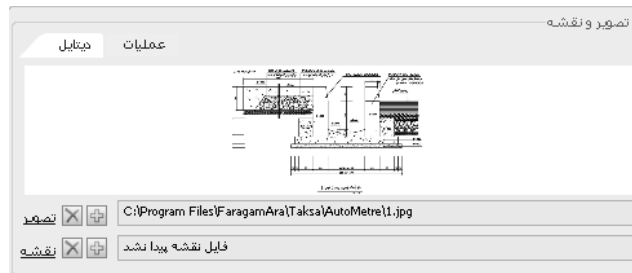 تصویر و نقشه
عملیات
دیتایل
C:\Program Files\FaragamAra\Taksa\AutoMetre\1.jpg
تصویر
فایل نقشه پیدا نشد
نقشه